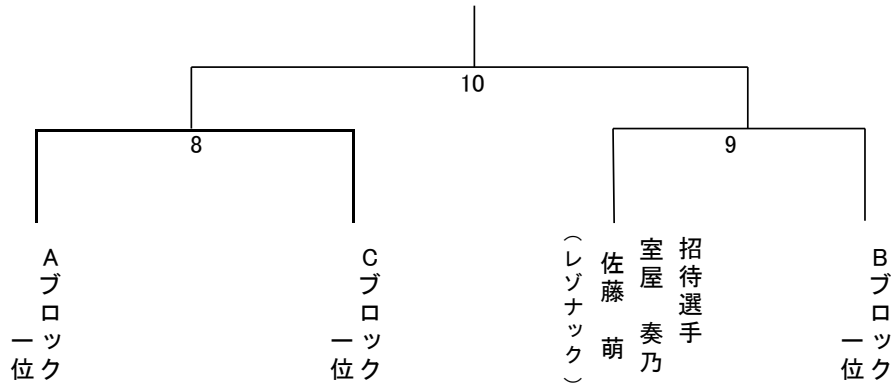 10
8
9
Aブロック
一位
Cブロック
一位
招待選手
室屋 奏乃
佐藤 萌
（レゾナック）
Bブロック
一位